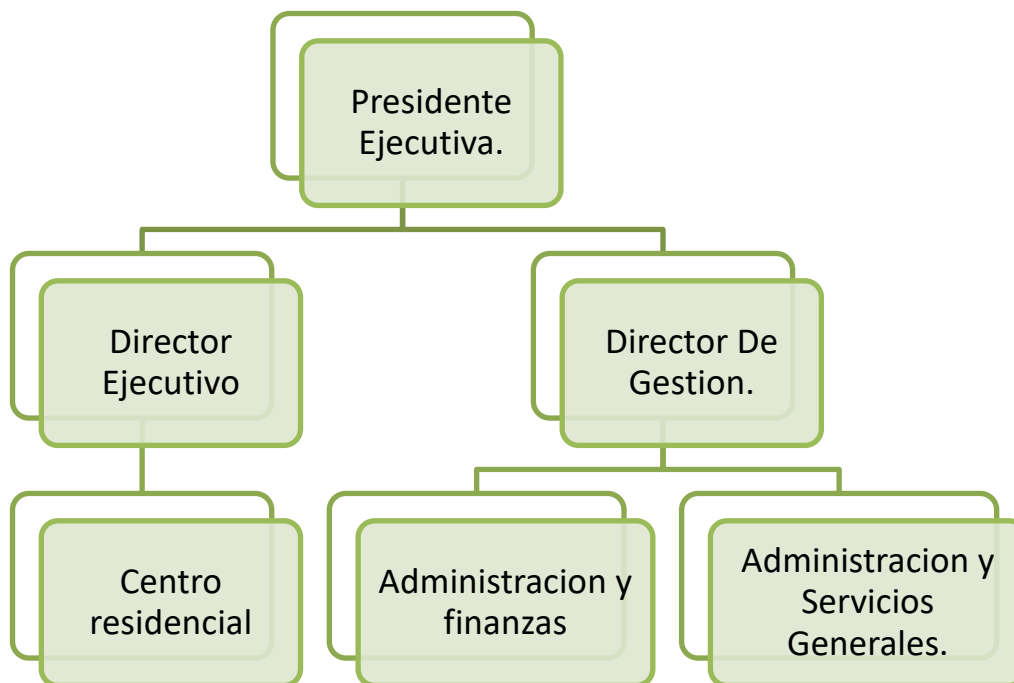 Presidente
Ejecutiva.
Director
Ejecutivo
Director De
Gestion.
Centro
residencial
Administracion y
finanzas
Administracion y
Servicios
Generales.